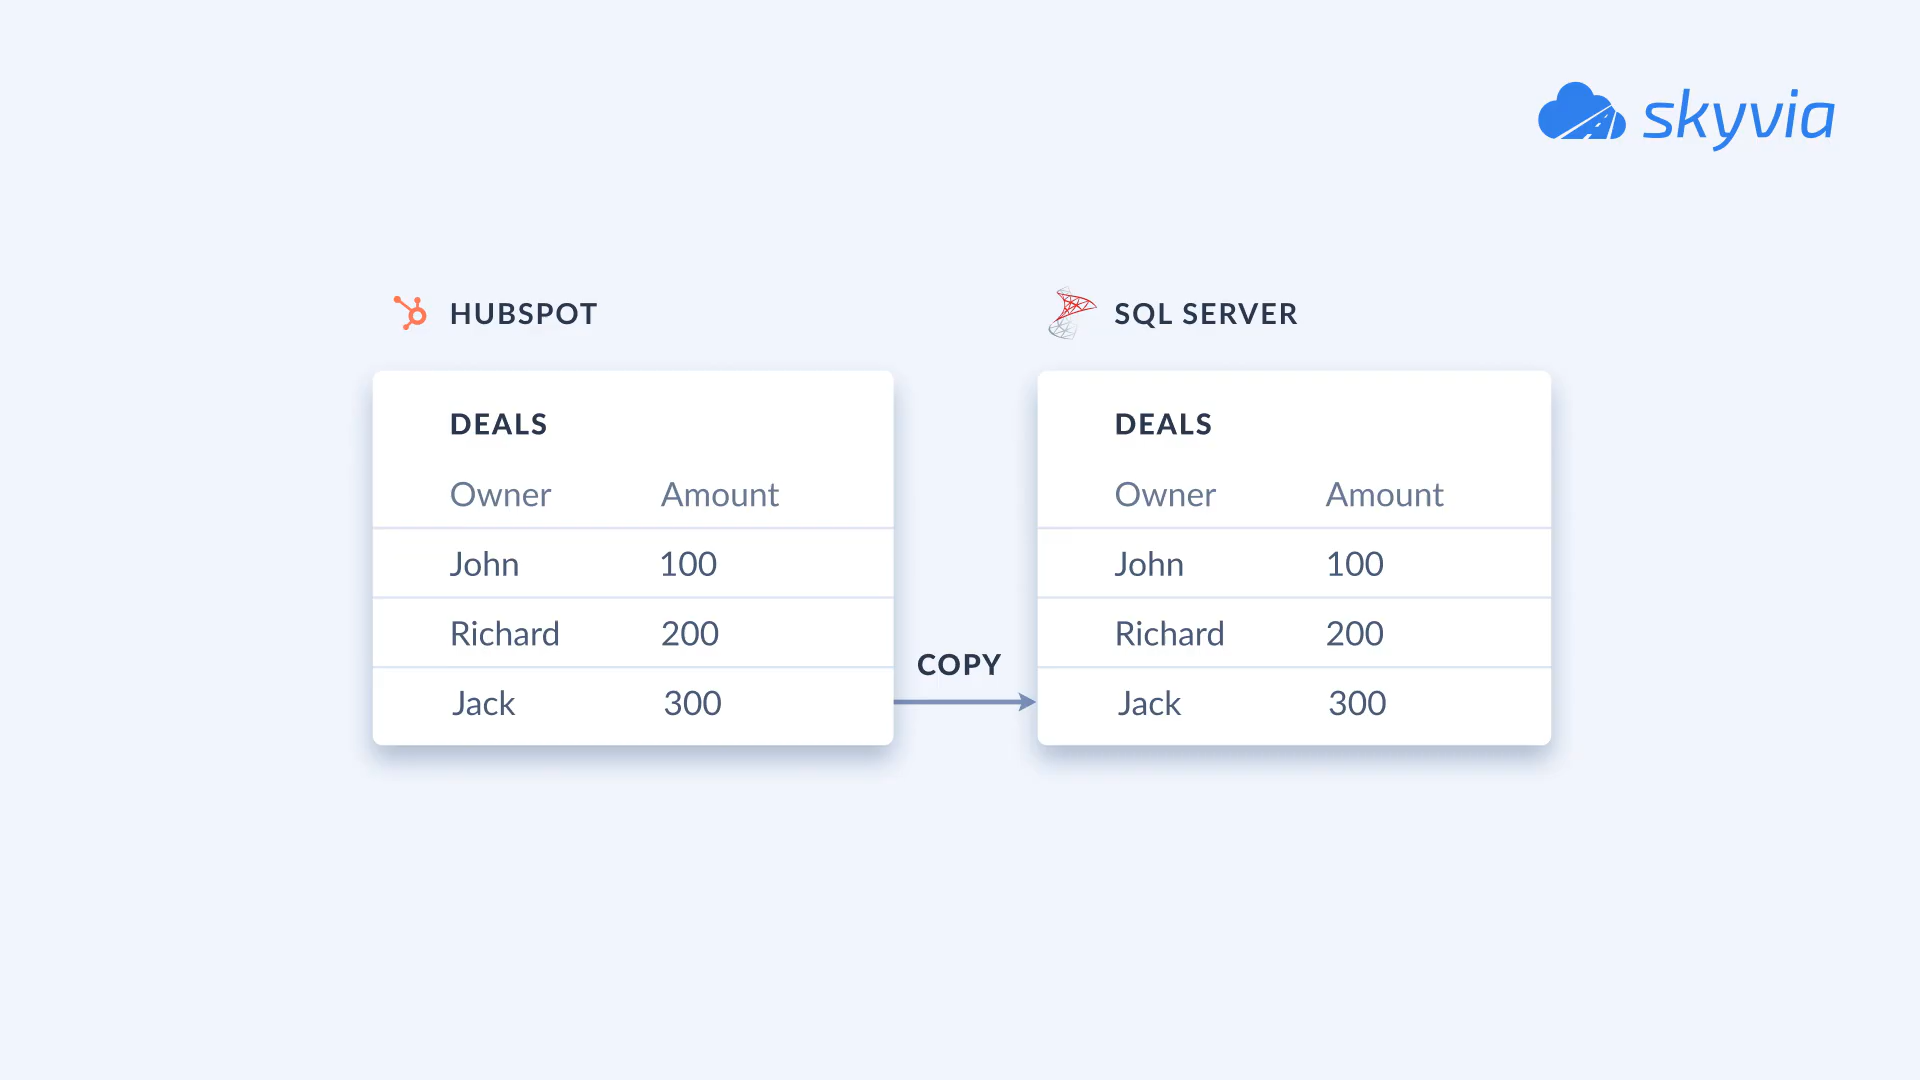 skyvia
HUBSPOT
DEALS
Owner Amount
John 100
Richard 200
Jack 300
COPY
SQL SERVER
DEALS
Owner Amount
John 100
Richard 200
Jack 300